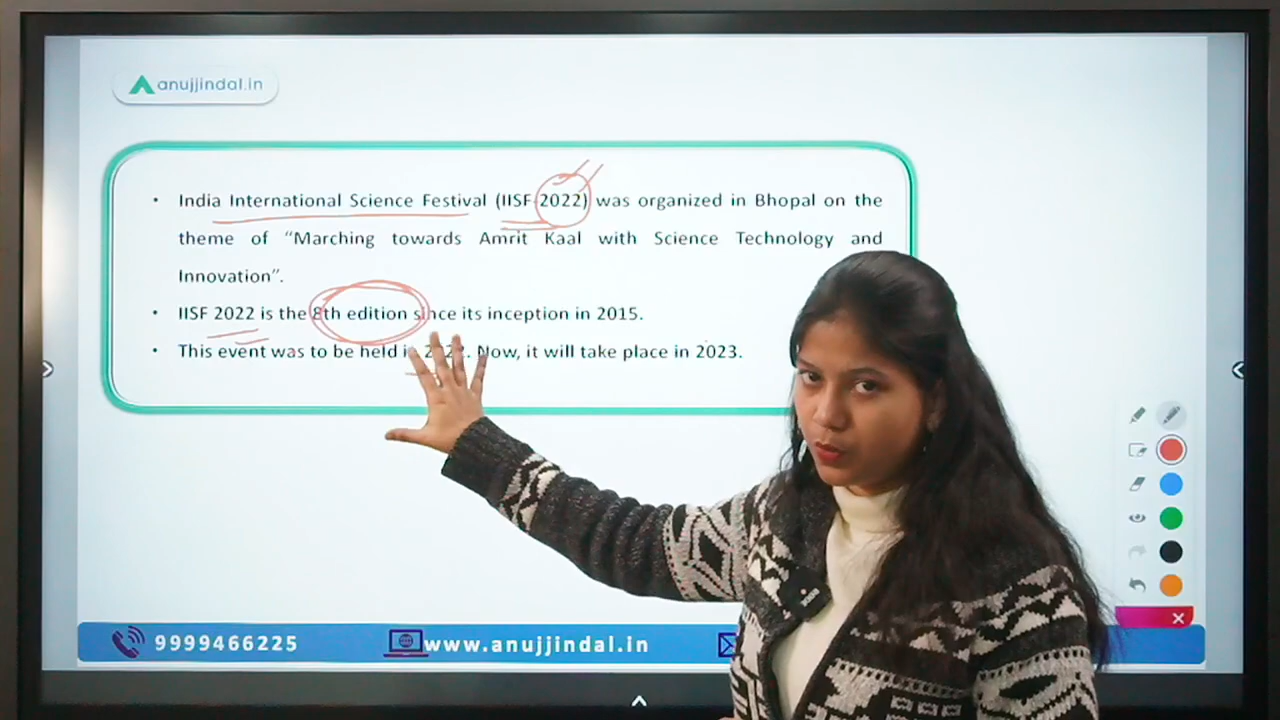 anujjindal.in
• India International Science Festival (IISF 2022) was organized in Bhopal on the
theme of “Marching towards Amrit Kaal with Science Technology and
Innovation”.
• IISF 2022 is the 8th edition since its inception in 2015.
• This event was to be held in 2022. Now, it will take place in 2023.
9999466225
www.anujjindal.in